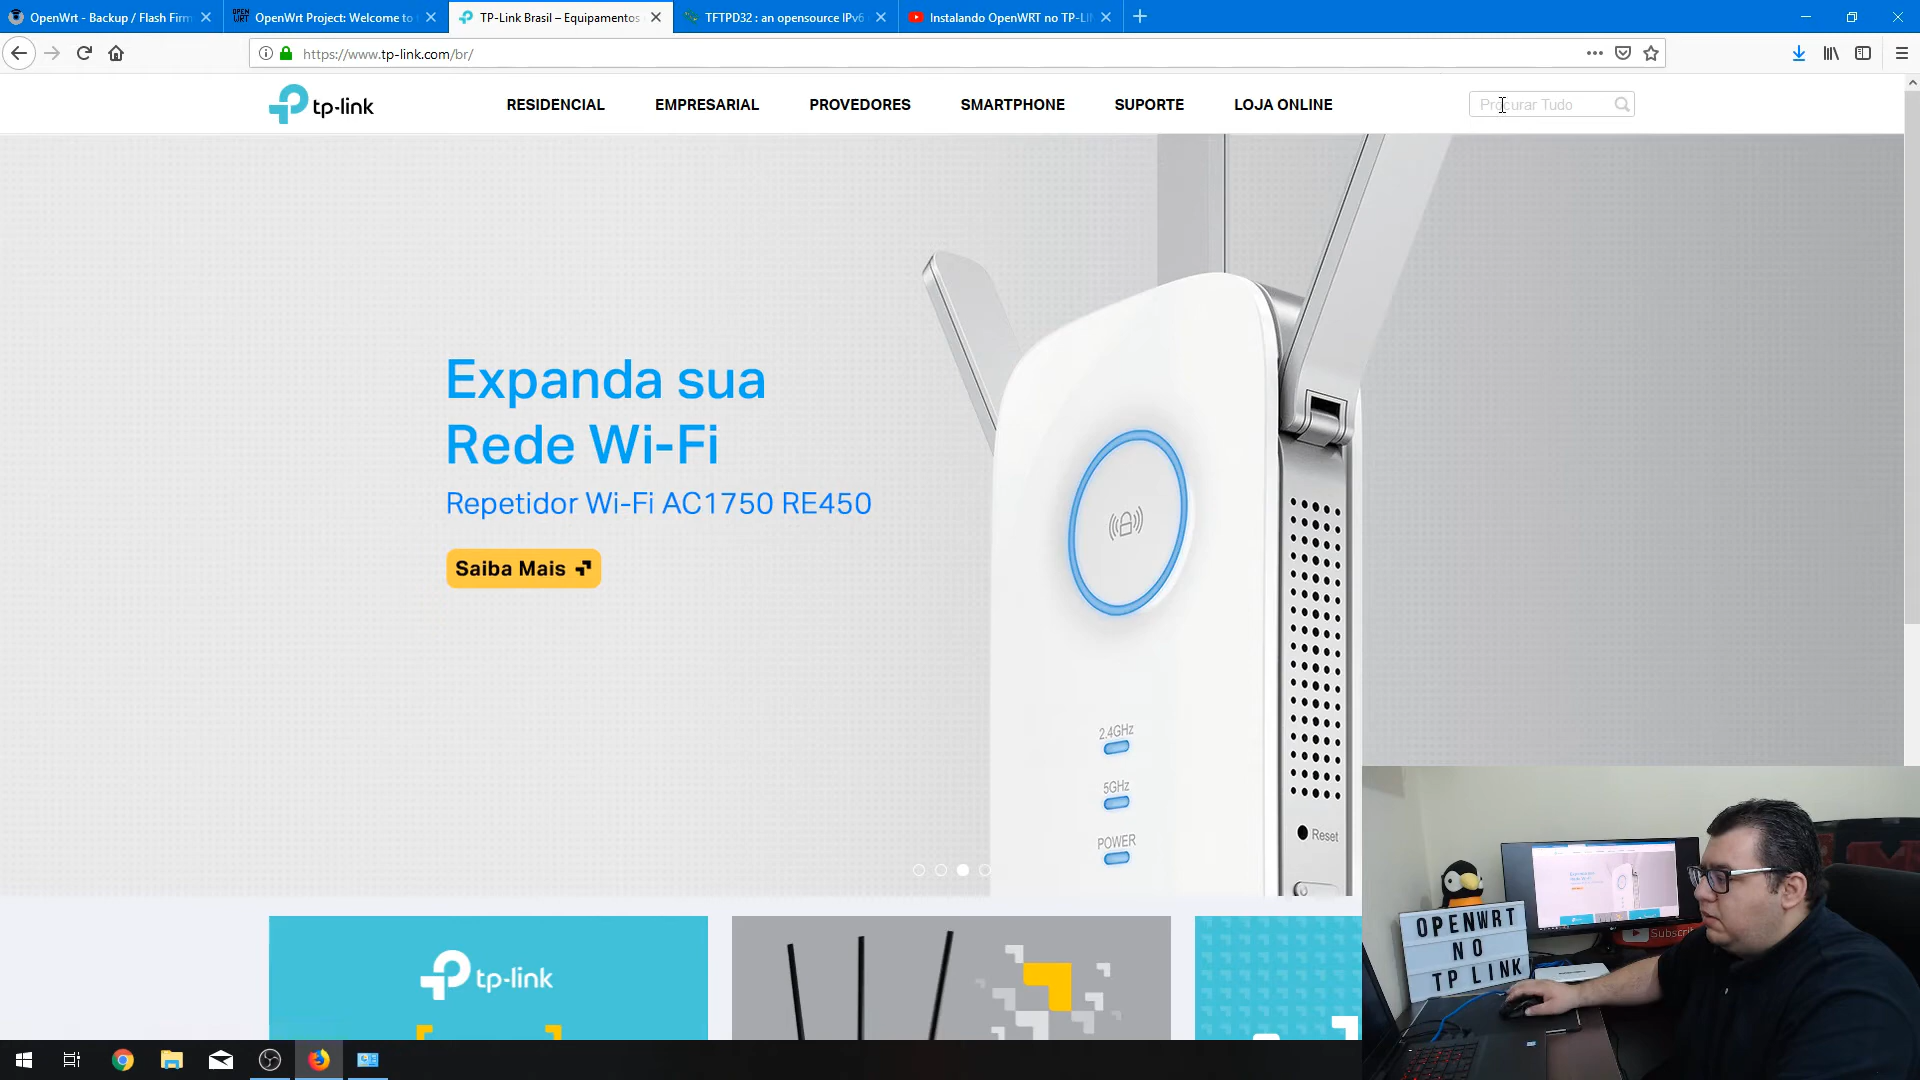 OpenWrt - Backup / Flash Firm
OpenWrt Project: Welcome to t
TP-Link Brasil – Equipamentos
TFTPD32 : an opensource IPv6
Instalando OpenWRT no TP-LI
https://www.tp-link.com/br/
tp-link
RESIDENCIAL
EMPRESARIAL
PROVEDORES
SMARTPHONE
SUPORTE
LOJA ONLINE
Procurar Tudo
Expanda sua
Rede Wi-Fi
Repetidor Wi-Fi AC1750 RE450
Saiba Mais
2.4GHz
5GHz
POWER
Reset
tp-link
OPENWRT
NO
TP LINK
Subscri